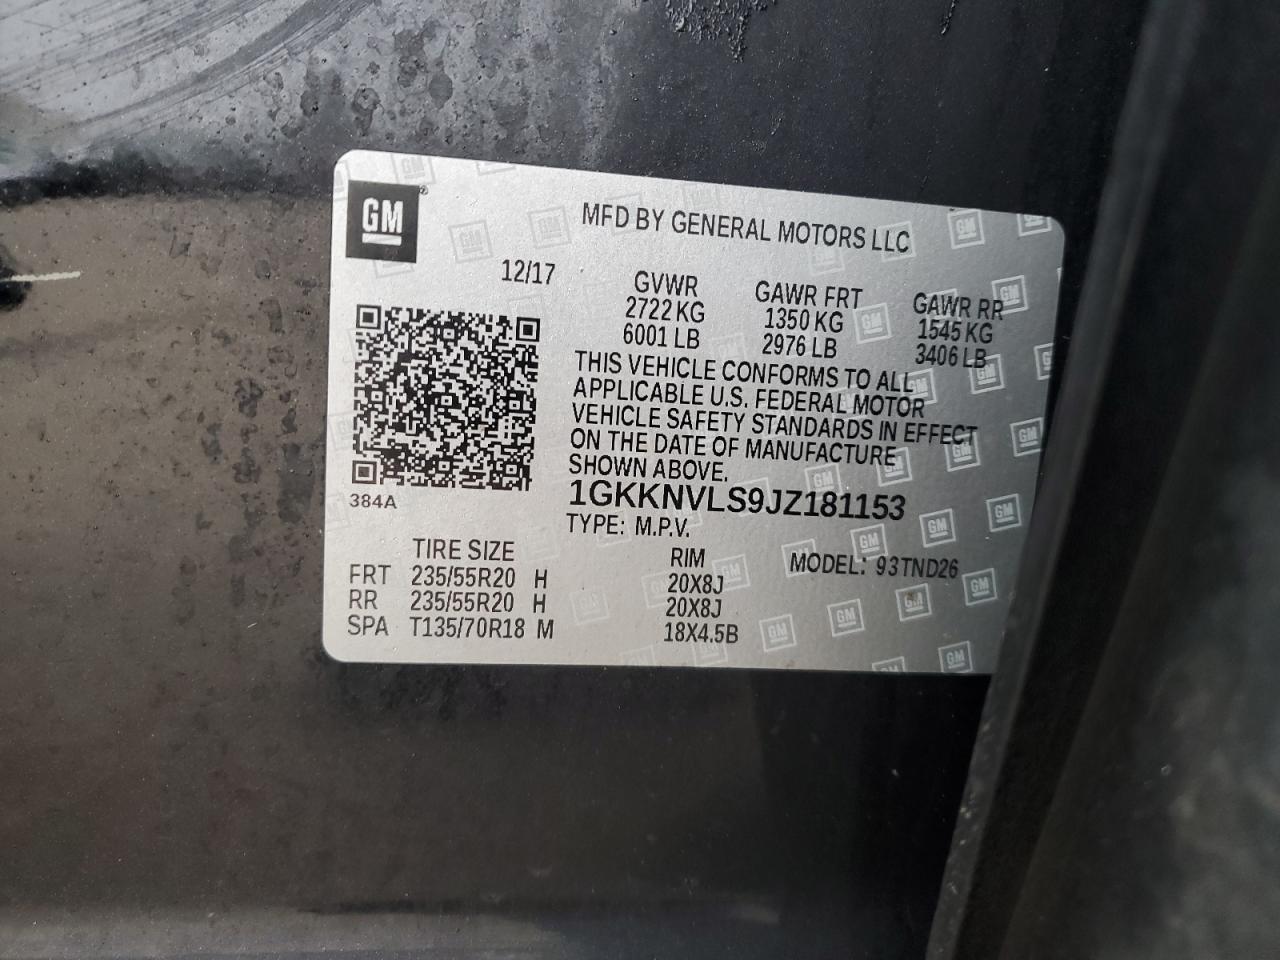 GM
MFD BY GENERAL MOTORS LLC
12/17 GVWR GAWR FRT GAWR RR
2722 KG 1350 KG 1545 KG
6001 LB 2976 LB 3406 LB
THIS VEHICLE CONFORMS TO ALL
APPLICABLE U.S. FEDERAL MOTOR
VEHICLE SAFETY STANDARDS IN EFFECT
ON THE DATE OF MANUFACTURE
SHOWN ABOVE.
384A
1GKKNVLS9JZ181153
TYPE: M.P.V.
TIRE SIZE RIM MODEL: 93TND26
FRT 235/55R20 H 20X8J
RR 235/55R20 H 20X8J
SPA T135/70R18 M 18X4.5B